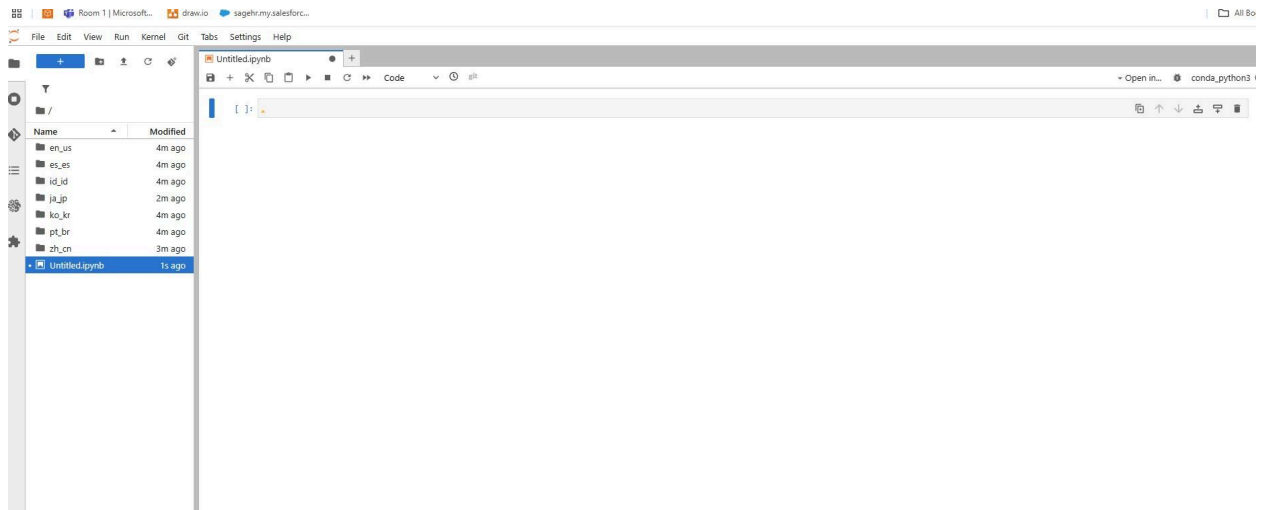 Room 1 | Microsoft... draw.io sagehr.my.salesforc... All Bo
File Edit View Run Kernel Git Tabs Settings Help
+ Untitled.ipynb +
Code git Open in... conda_python3
/
[ ]:
Name Modified
en_us 4m ago
es_es 4m ago
id_id 4m ago
ja_jp 2m ago
ko_kr 4m ago
pt_br 4m ago
zh_cn 3m ago
Untitled.ipynb 1s ago